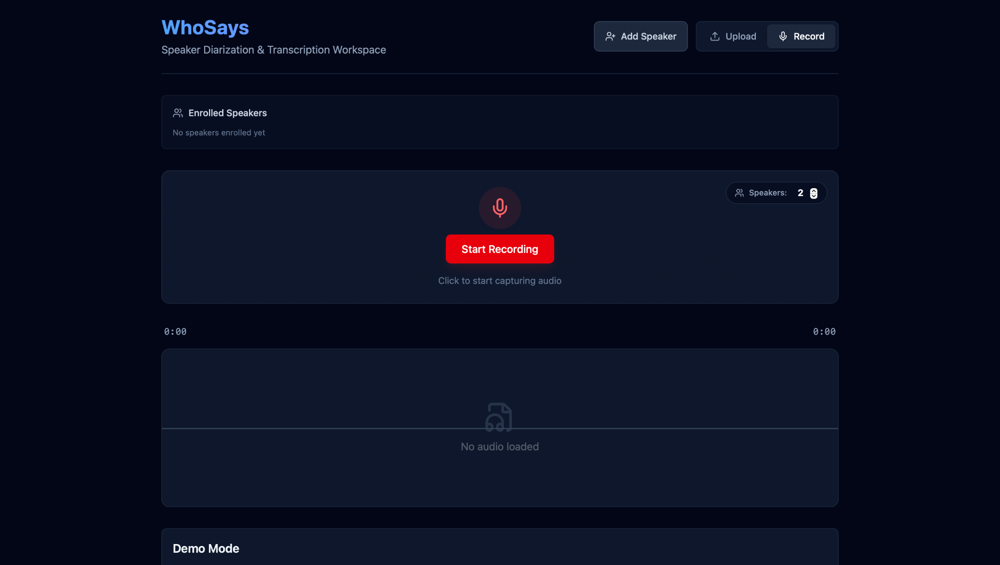 WhoSays
Speaker Diarization & Transcription Workspace
Add Speaker
Upload
Record
Enrolled Speakers
No speakers enrolled yet
Speakers: 2
Start Recording
Click to start capturing audio
0:00
0:00
No audio loaded
Demo Mode